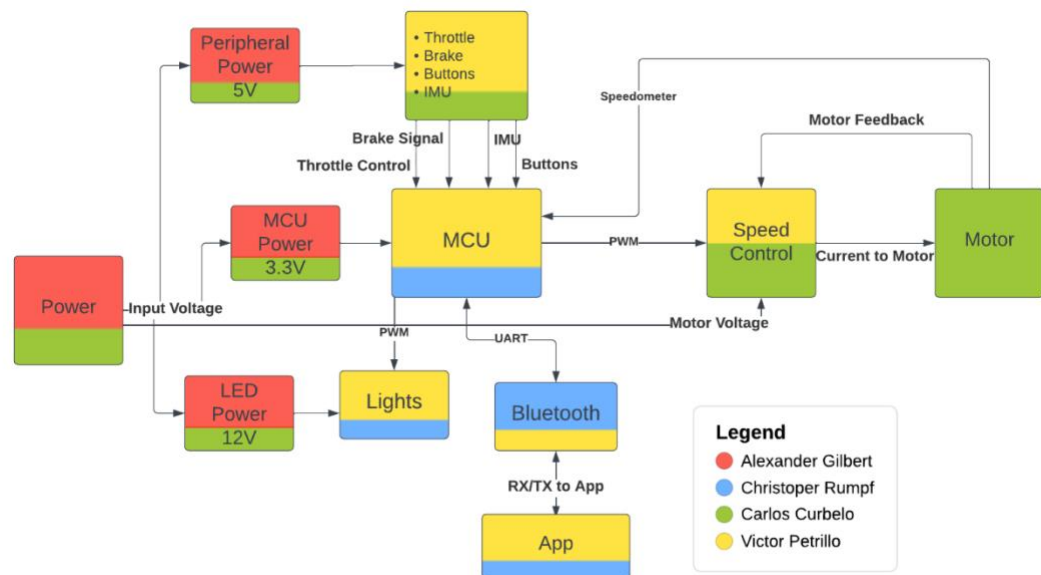 Peripheral
Power
5V
• Throttle
• Brake
• Buttons
• IMU
Speedometer
Motor Feedback
Brake Signal
IMU
Throttle Control
Buttons
MCU
Power
3.3V
MCU
PWM
Speed
Control
Current to Motor
Motor
Power
Input Voltage
Motor Voltage
PWM
UART
LED
Power
12V
Lights
Bluetooth
RX/TX to App
App
Legend
Alexander Gilbert
Christoper Rumpf
Carlos Curbelo
Victor Petrillo